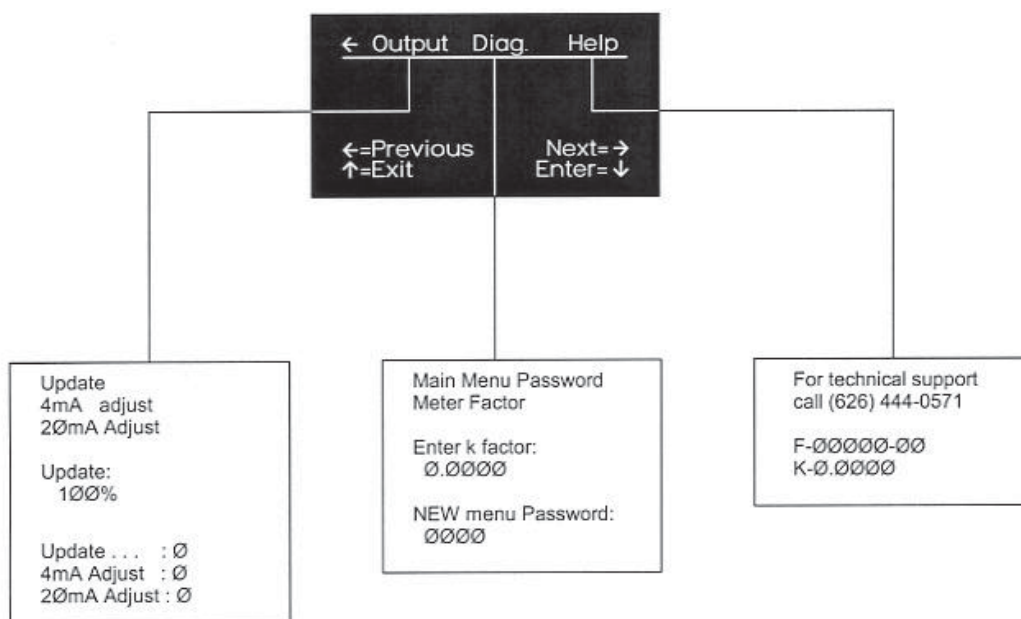 ← Output Diag. Help
←=Previous Next=→
↑=Exit Enter=↓
Update
4mA adjust
2ØmA Adjust
Update:
1ØØ%
Update . . . : Ø
4mA Adjust : Ø
2ØmA Adjust : Ø
Main Menu Password
Meter Factor
Enter k factor:
Ø.ØØØØ
NEW menu Password:
ØØØØ
For technical support
call (626) 444-0571
F-ØØØØØ-ØØ
K-Ø.ØØØØ